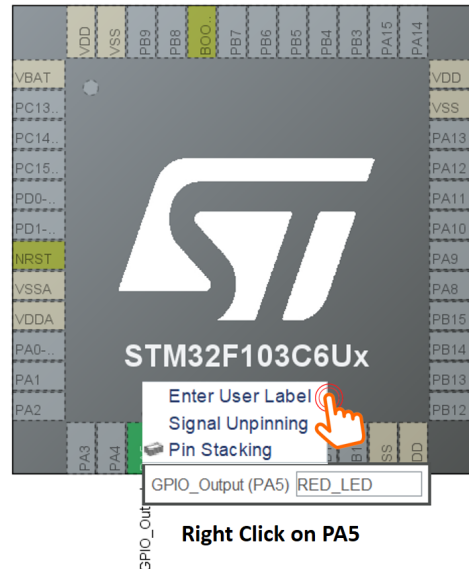 VDD
VSS
PB9
PB8
BOO..
PB7
PB6
PB5
PB4
PB3
PA15
PA14
VBAT
PC13..
PC14..
PC15..
PD0-..
PD1-..
NRST
VSSA
VDDA
PA0-..
PA1
PA2
VDD
VSS
PA13
PA12
PA11
PA10
PA9
PA8
PB15
PB14
PB13
PB12
ST
STM32F103C6Ux
Enter User Label
Signal Unpinning
Pin Stacking
PA3
PA4
GPIO_Output (PA5) RED_LED
GPIO_Out
Right Click on PA5